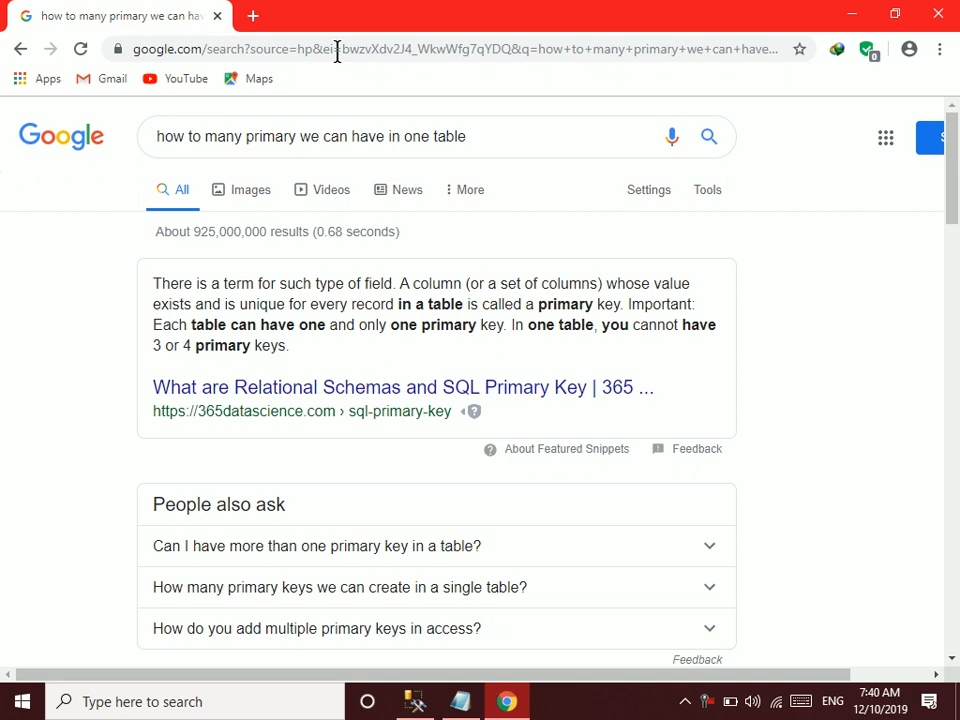 how to many primary we can hav
google.com/search?source=hp&ei=bwzvXdv2J4_WkwWfg7qYDQ&q=how+to+many+primary+we+can+have...
Apps Gmail YouTube Maps
Google
how to many primary we can have in one table
All Images Videos News More Settings Tools
About 925,000,000 results (0.68 seconds)
There is a term for such type of field. A column (or a set of columns) whose value
exists and is unique for every record in a table is called a primary key. Important:
Each table can have one and only one primary key. In one table, you cannot have
3 or 4 primary keys.
What are Relational Schemas and SQL Primary Key | 365 ...
https://365datascience.com › sql-primary-key
About Featured Snippets Feedback
People also ask
Can I have more than one primary key in a table?
How many primary keys we can create in a single table?
How do you add multiple primary keys in access?
Feedback
Type here to search
ENG
7:40 AM
12/10/2019